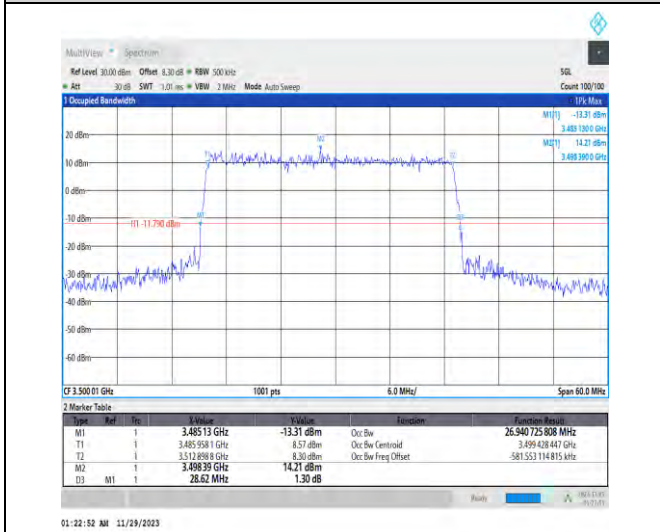 MultiView Spectrum
Ref Level 30.00 dBm Offset 8.30 dB RBW 500 kHz SGL
Att 30 dB SWT 1.01 ms VBW 2 MHz Mode Auto Sweep Count 100/100
1 Occupied Bandwidth 1Pk Max
M1[1] -13.31 dBm
3.485 130 0 GHz
M2[1] 14.21 dBm
3.498 390 0 GHz
20 dBm
M2
T1
T2
10 dBm
0 dBm
-10 dBm
M1
H1 -11.790 dBm
-20 dBm
-30 dBm
-40 dBm
-50 dBm
-60 dBm
CF 3.500 01 GHz 1001 pts 6.0 MHz/ Span 60.0 MHz
2 Marker Table
Type Ref Trc X-Value Y-Value Function Function Result
M1 1 3.485 13 GHz -13.31 dBm Occ Bw 26.940 725 808 MHz
T1 1 3.485 958 1 GHz 8.57 dBm Occ Bw Centroid 3.499 428 447 GHz
T2 1 3.512 898 8 GHz 8.30 dBm Occ Bw Freq Offset -581.553 114 815 kHz
M2 1 3.498 39 GHz 14.21 dBm
D3 M1 1 28.62 MHz 1.30 dB
Ready
01:22:52 AM 11/29/2023